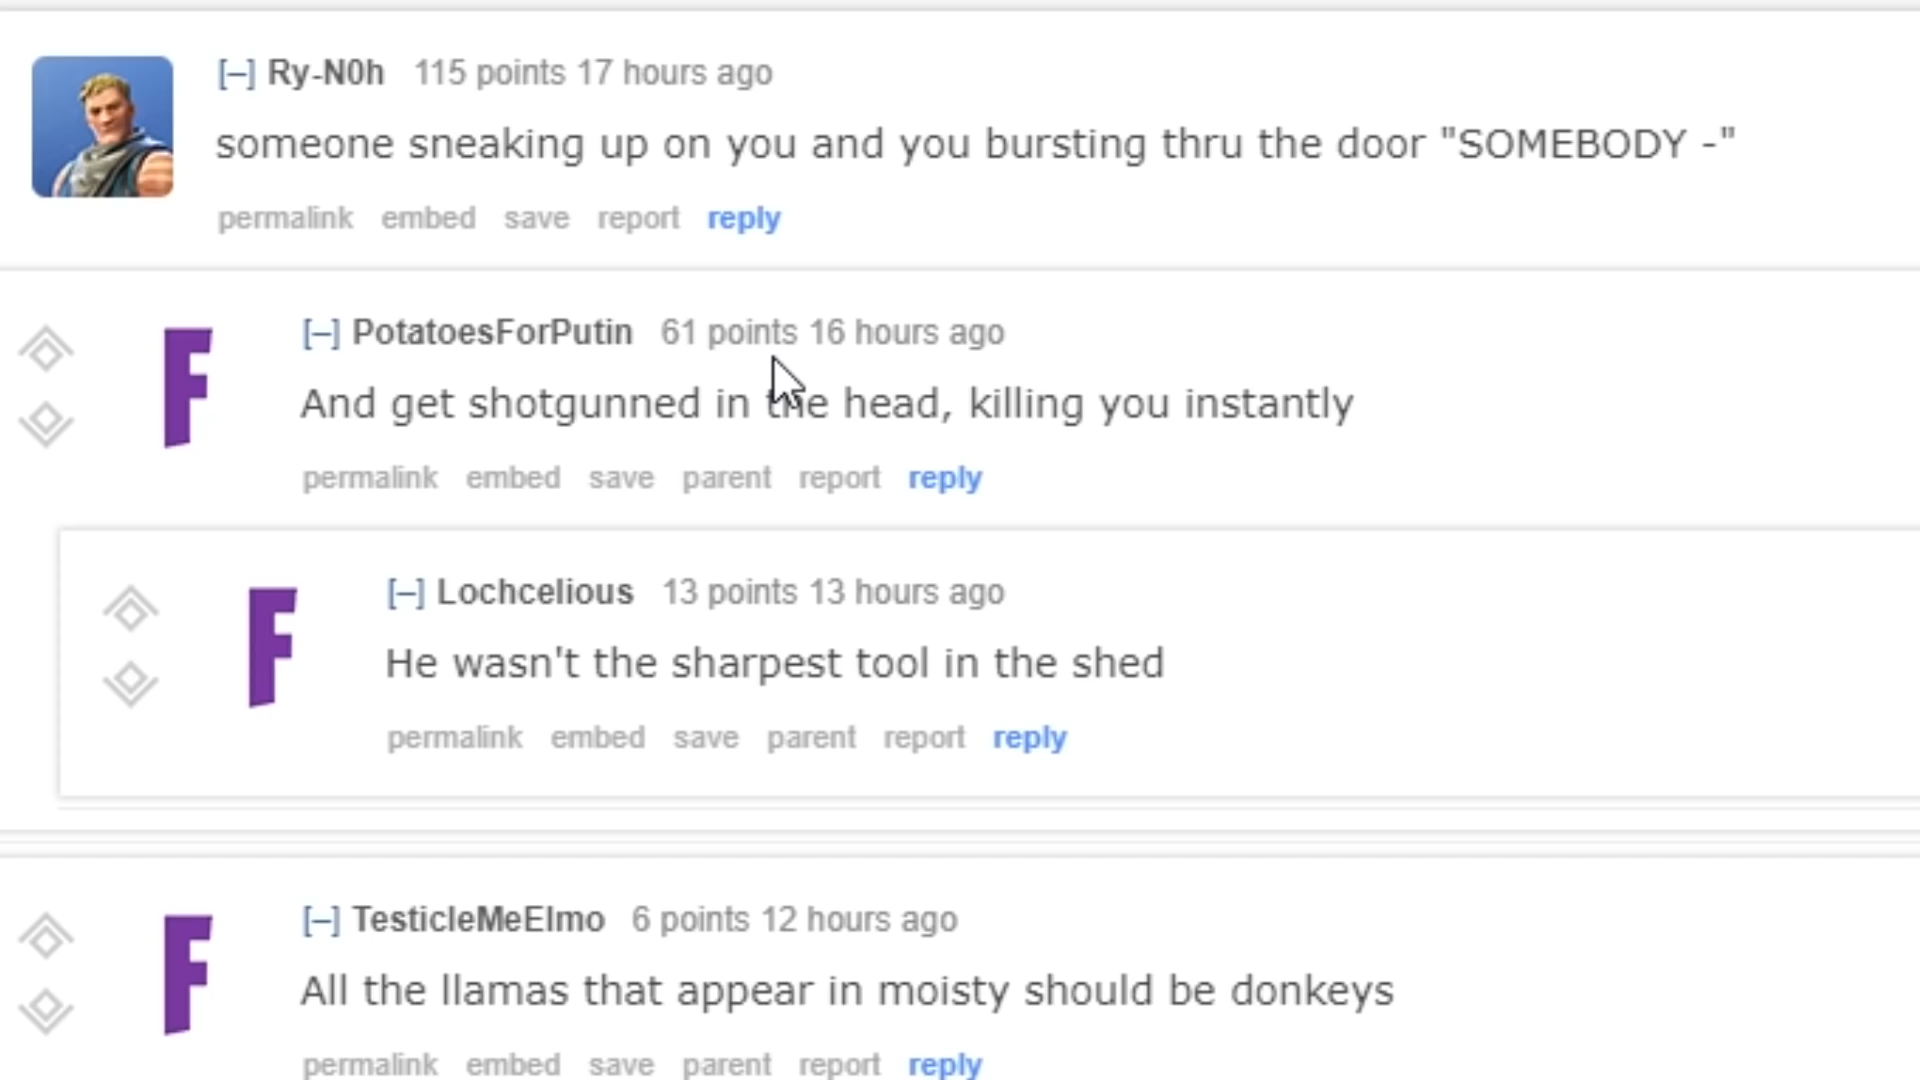 [–] Ry-N0h 115 points 17 hours ago
someone sneaking up on you and you bursting thru the door "SOMEBODY -"
permalink embed save report reply
F
[–] PotatoesForPutin 61 points 16 hours ago
And get shotgunned in the head, killing you instantly
permalink embed save parent report reply
F
[–] Lochcelious 13 points 13 hours ago
He wasn't the sharpest tool in the shed
permalink embed save parent report reply
F
[–] TesticleMeElmo 6 points 12 hours ago
All the llamas that appear in moisty should be donkeys
permalink embed save parent report reply